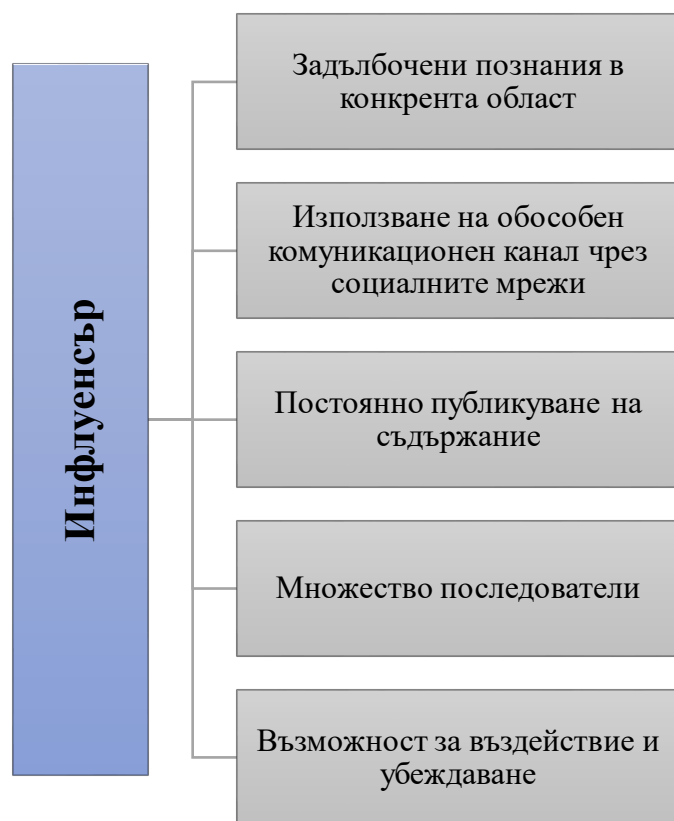 Инфлуенсър
Задълбочени познания в
конкрента област
Използване на обособен
комуникационен канал чрез
социалните мрежи
Постоянно публикуване на
съдържание
Множество последователи
Възможност за въздействие и
убеждаване